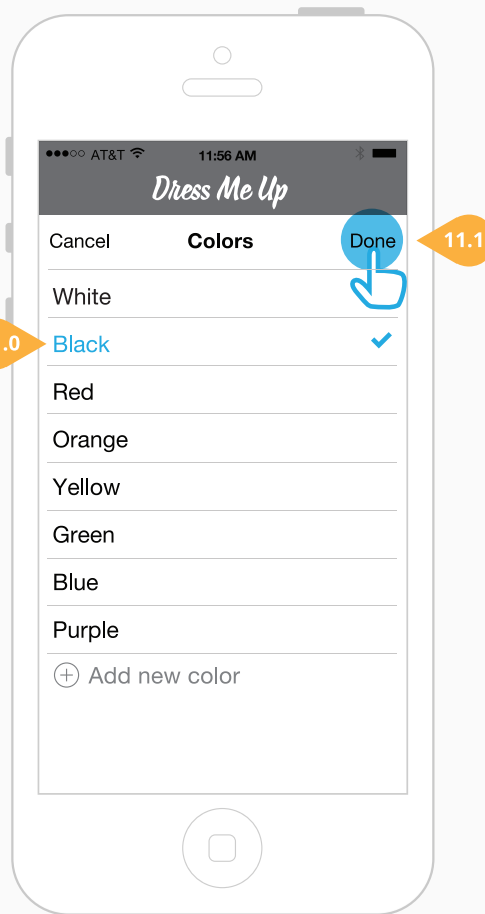 AT&T 11:56 AM
Dress Me Up
Cancel Colors Done
11.1
White
.0 Black
Red
Orange
Yellow
Green
Blue
Purple
Add new color